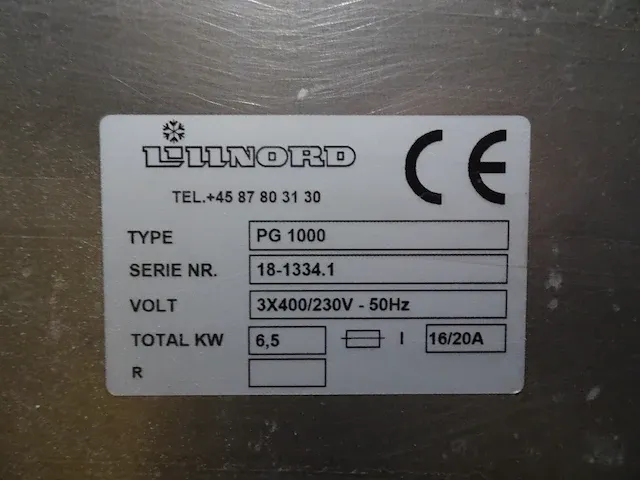 LILLNORD
CE
TEL.+45 87 80 31 30
TYPE PG 1000
SERIE NR. 18-1334.1
VOLT 3X400/230V - 50Hz
TOTAL KW 6,5 I 16/20A
R